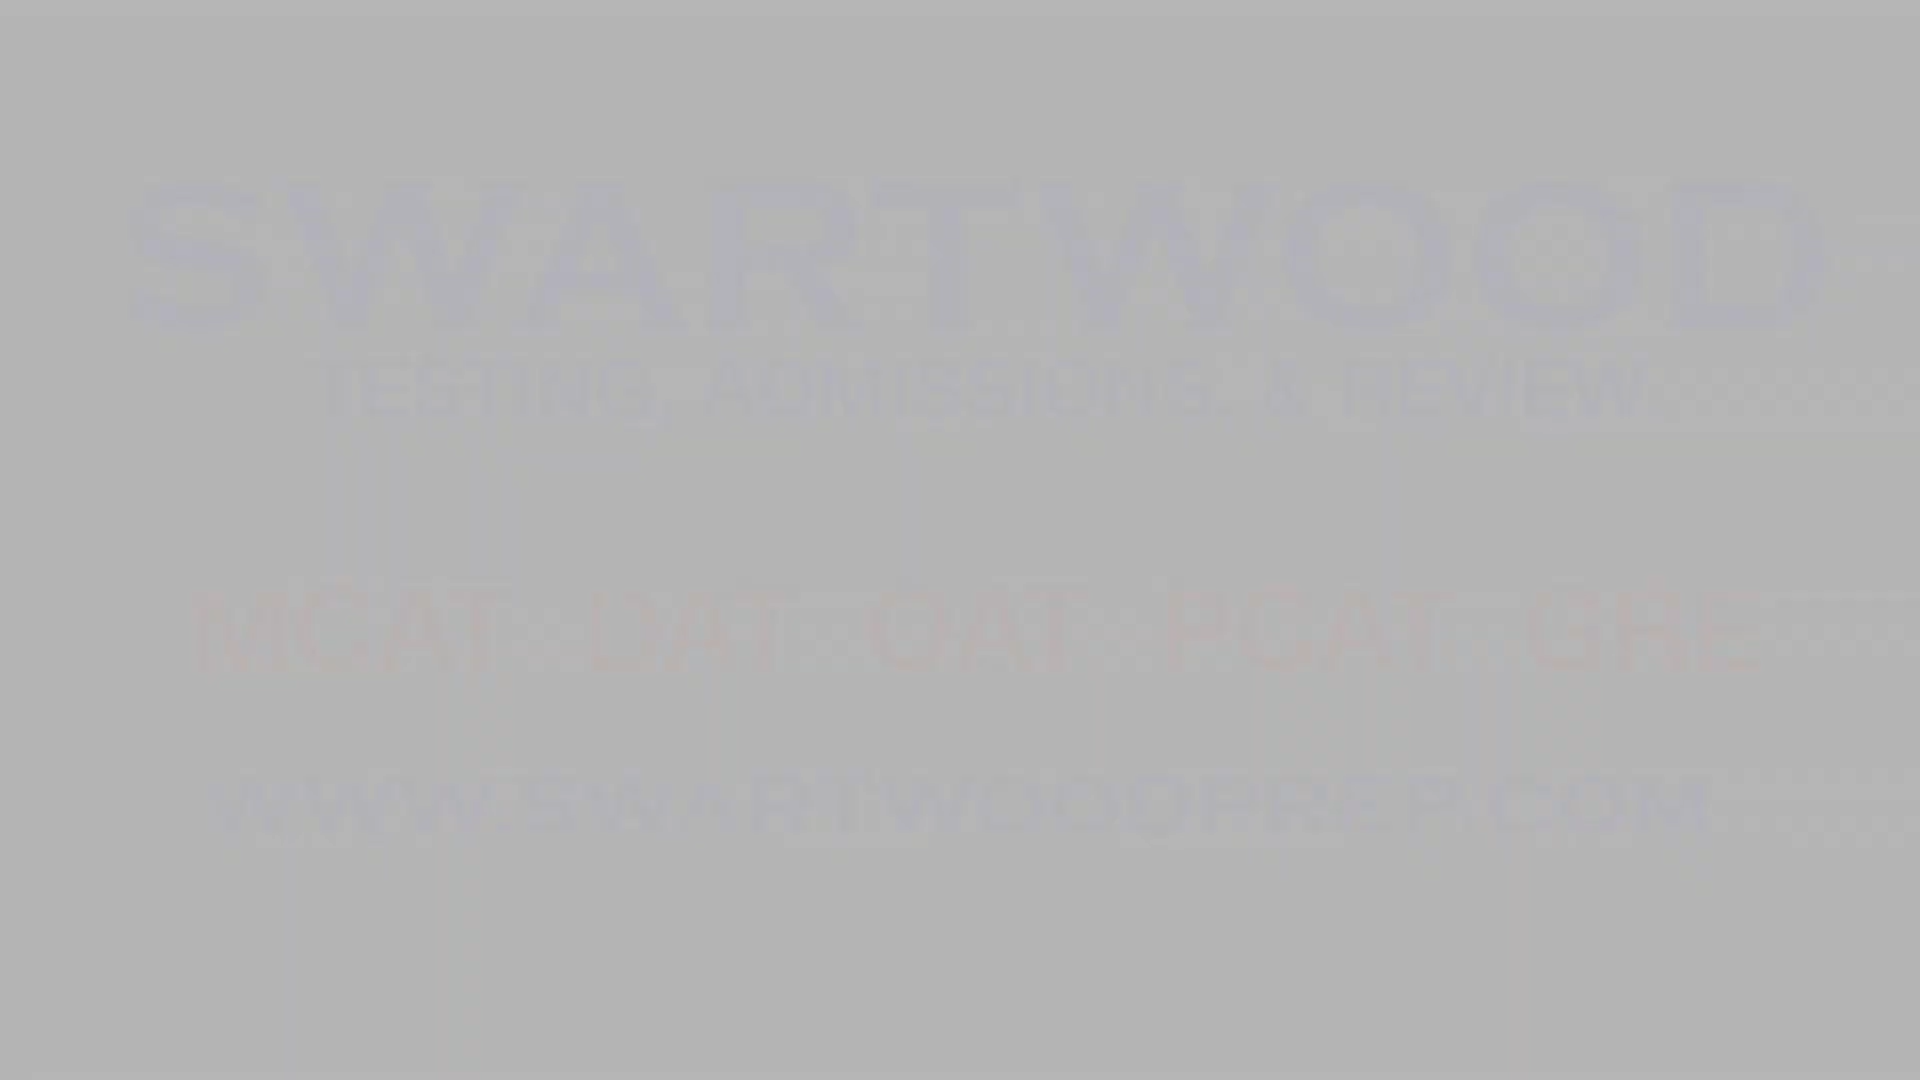 SWARTWOOD
TESTING, ADMISSIONS & REVIEW
MCAT DAT OAT PCAT GRE
WWW.SWARTWOODPREP.COM